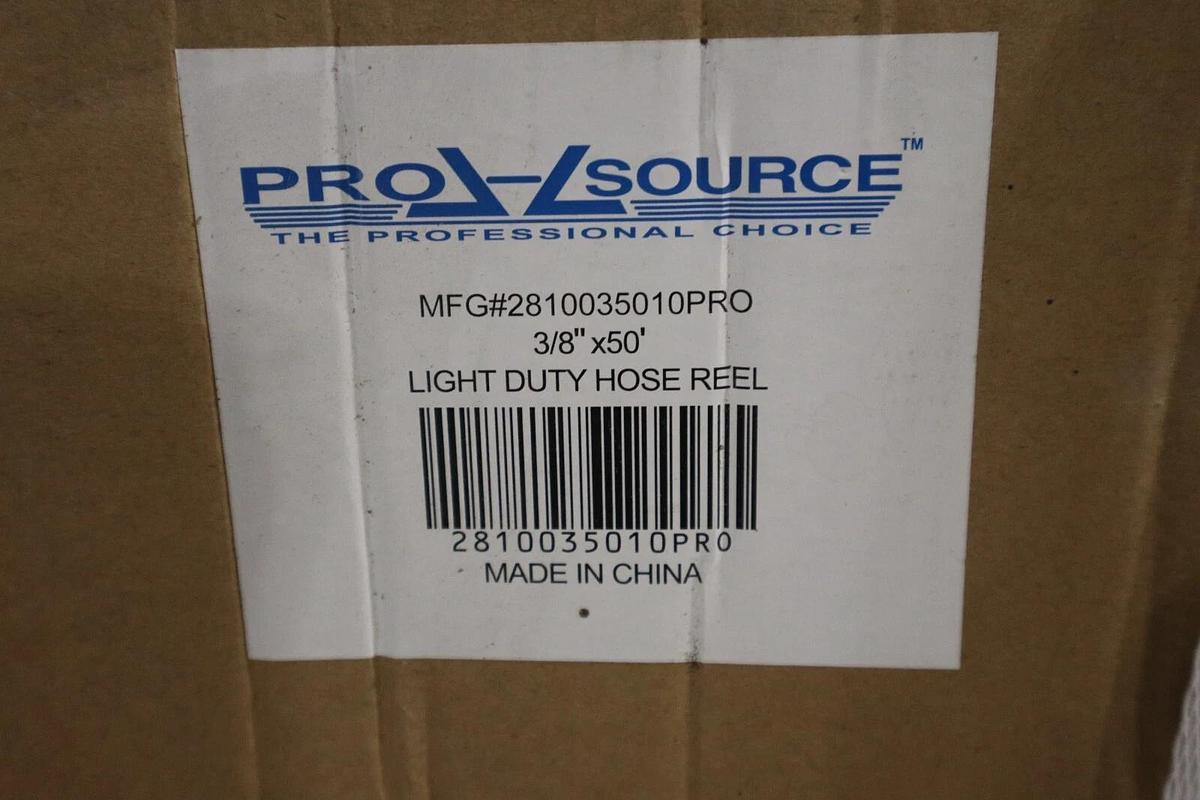 PRO SOURCE™
THE PROFESSIONAL CHOICE
MFG#2810035010PRO
3/8" x50'
LIGHT DUTY HOSE REEL
2810035010PRO
MADE IN CHINA